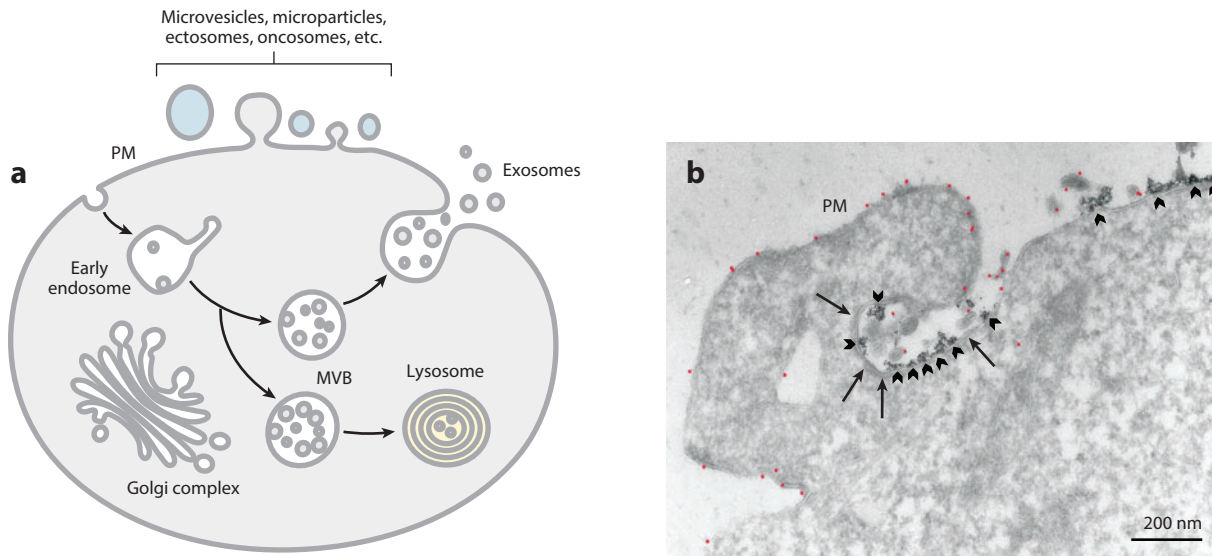 Microvesicles, microparticles,
ectosomes, oncosomes, etc.
a
PM
Exosomes
Early
endosome
MVB
Lysosome
Golgi complex
b
PM
200 nm